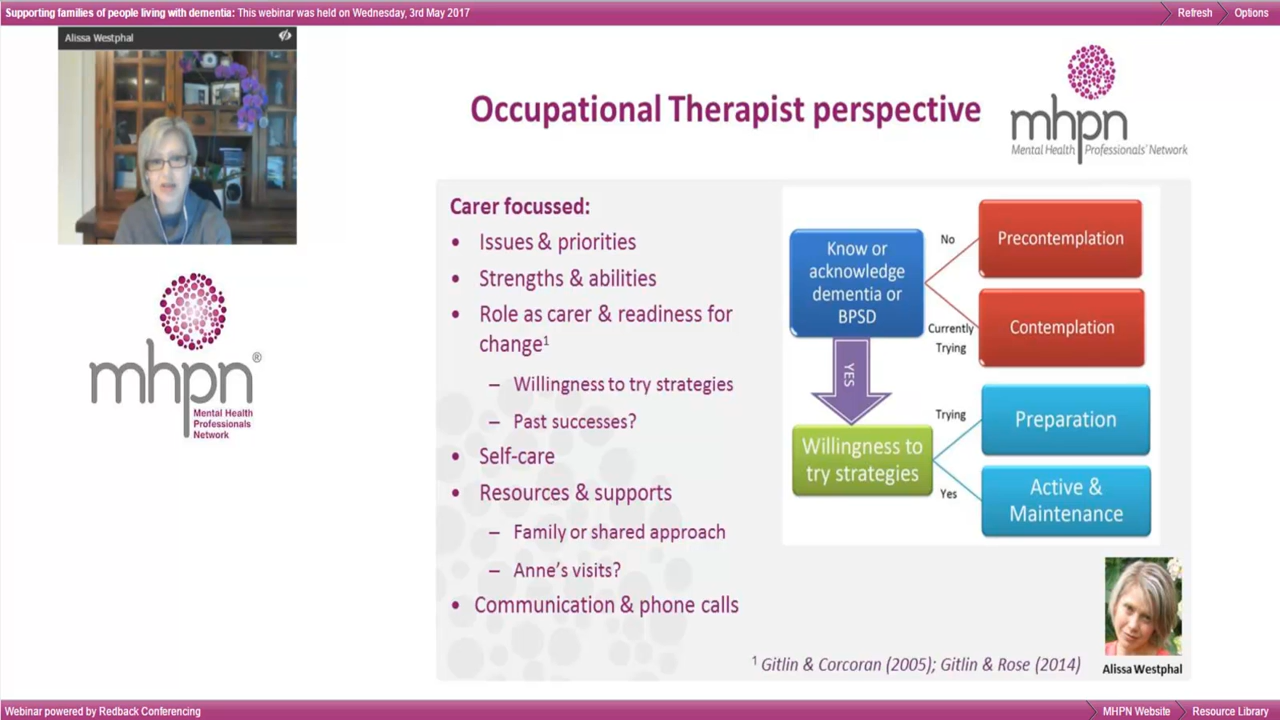 Supporting families of people living with dementia: This webinar was held on Wednesday, 3rd May 2017
Refresh
Options
Alissa Westphal
mhpn®
Mental Health
Professionals
Network
Occupational Therapist perspective
mhpn
Mental Health Professionals' Network
Carer focussed:
• Issues & priorities
• Strengths & abilities
• Role as carer & readiness for
change¹
– Willingness to try strategies
– Past successes?
• Self-care
• Resources & supports
– Family or shared approach
– Anne's visits?
• Communication & phone calls
Know or
acknowledge
dementia or
BPSD
No
Precontemplation
Currently
Trying
Contemplation
YES
Willingness to
try strategies
Trying
Preparation
Yes
Active &
Maintenance
¹ Gitlin & Corcoran (2005); Gitlin & Rose (2014)
Alissa Westphal
Webinar powered by Redback Conferencing
MHPN Website
Resource Library